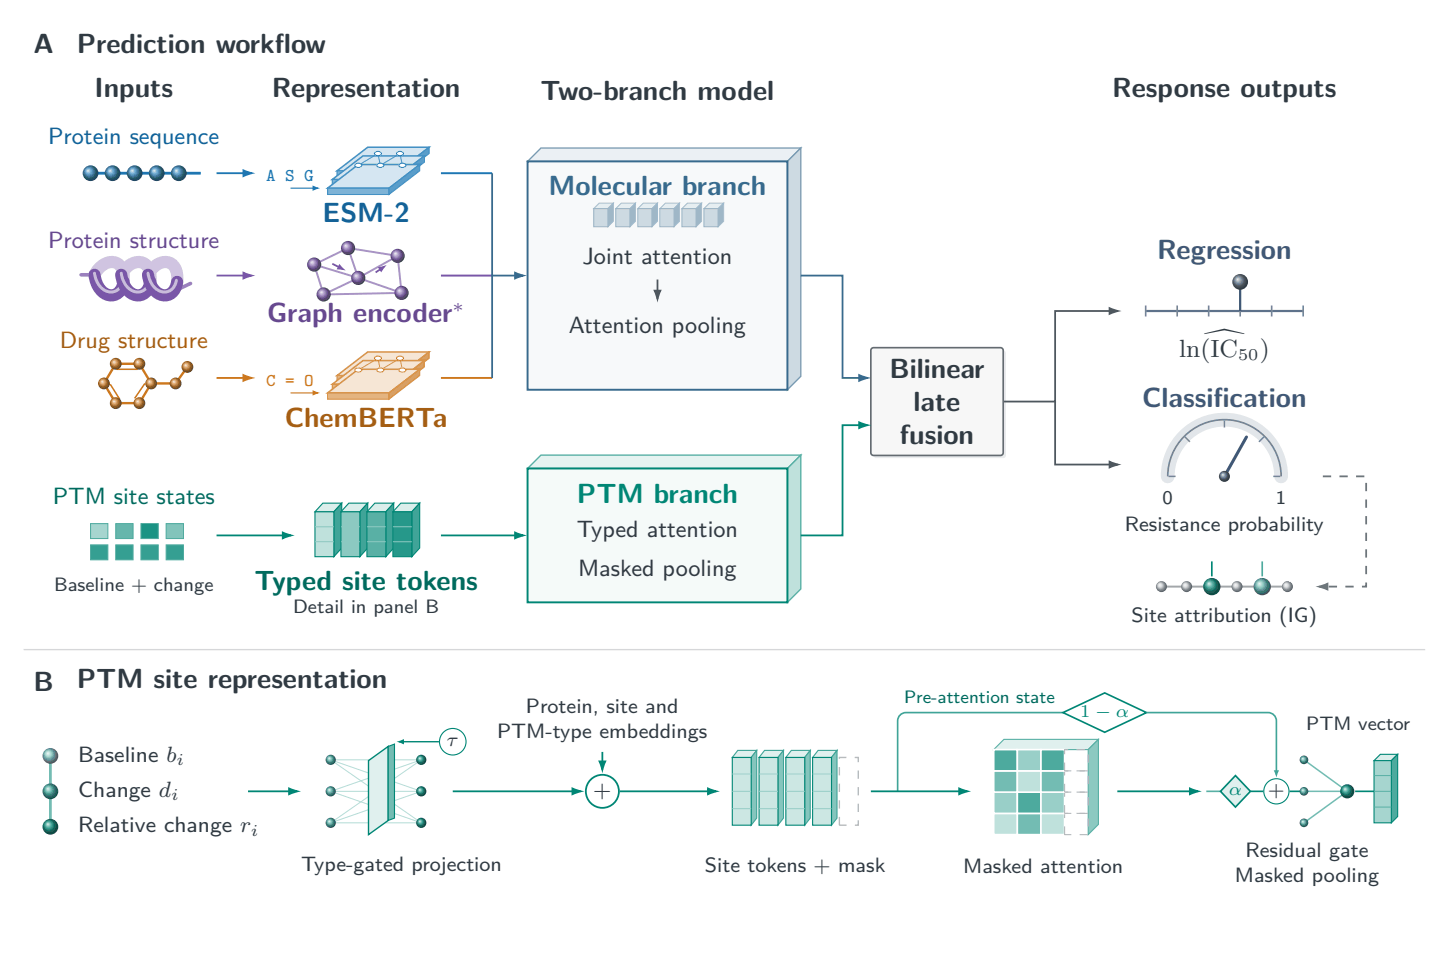 A Prediction workflow
Inputs
Representation
Two-branch model
Response outputs
Protein sequence
A S G
ESM-2
Protein structure
Graph encoder*
Drug structure
C = O
ChemBERTa
PTM site states
Baseline + change
Typed site tokens
Detail in panel B
Molecular branch
Joint attention
Attention pooling
PTM branch
Typed attention
Masked pooling
Bilinear
late
fusion
Regression
ln(IC₅₀)^
Classification
0 1
Resistance probability
Site attribution (IG)
B PTM site representation
Baseline bᵢ
Change dᵢ
Relative change rᵢ
τ
Type-gated projection
Protein, site and
PTM-type embeddings
+
Site tokens + mask
Pre-attention state
1 − α
Masked attention
α
+
PTM vector
Residual gate
Masked pooling